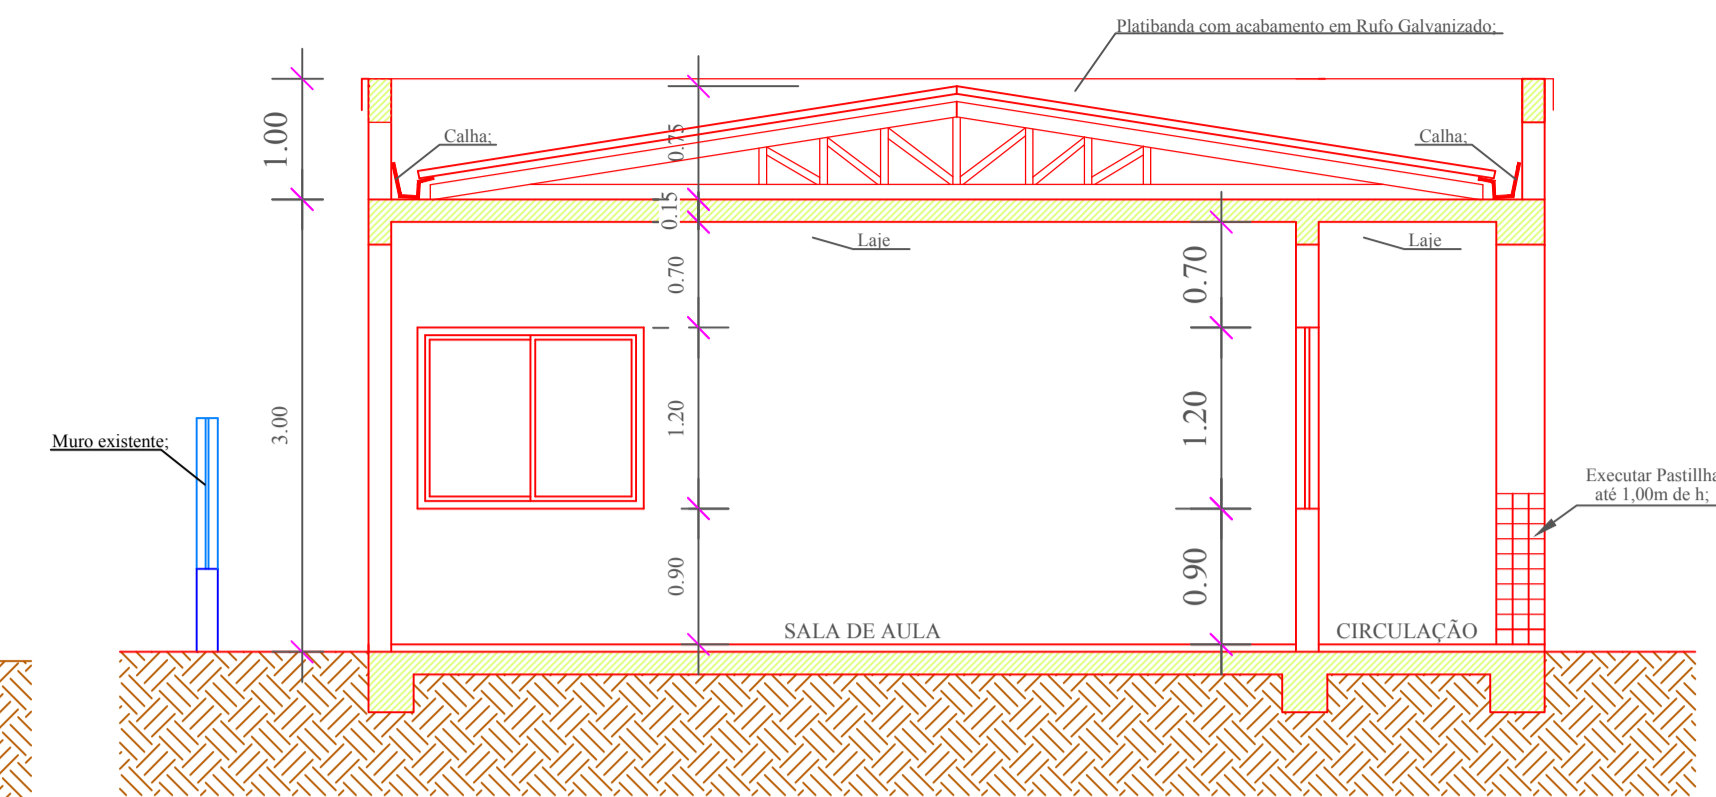 Platibanda com acabamento em Rufo Galvanizado;
1.00
Calha;
0.75
Calha;
0.15
Laje
Laje
0.70
0.70
3.00
1.20
1.20
Muro existente;
Executar Pastillha
até 1,00m de h;
0.90
0.90
SALA DE AULA
CIRCULAÇÃO